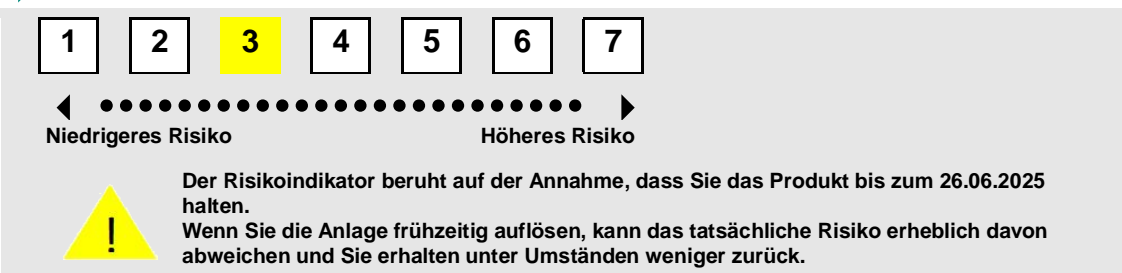 1 2 3 4 5 6 7
Niedrigeres Risiko Höheres Risiko
Der Risikoindikator beruht auf der Annahme, dass Sie das Produkt bis zum 26.06.2025
halten.
Wenn Sie die Anlage frühzeitig auflösen, kann das tatsächliche Risiko erheblich davon
abweichen und Sie erhalten unter Umständen weniger zurück.
!